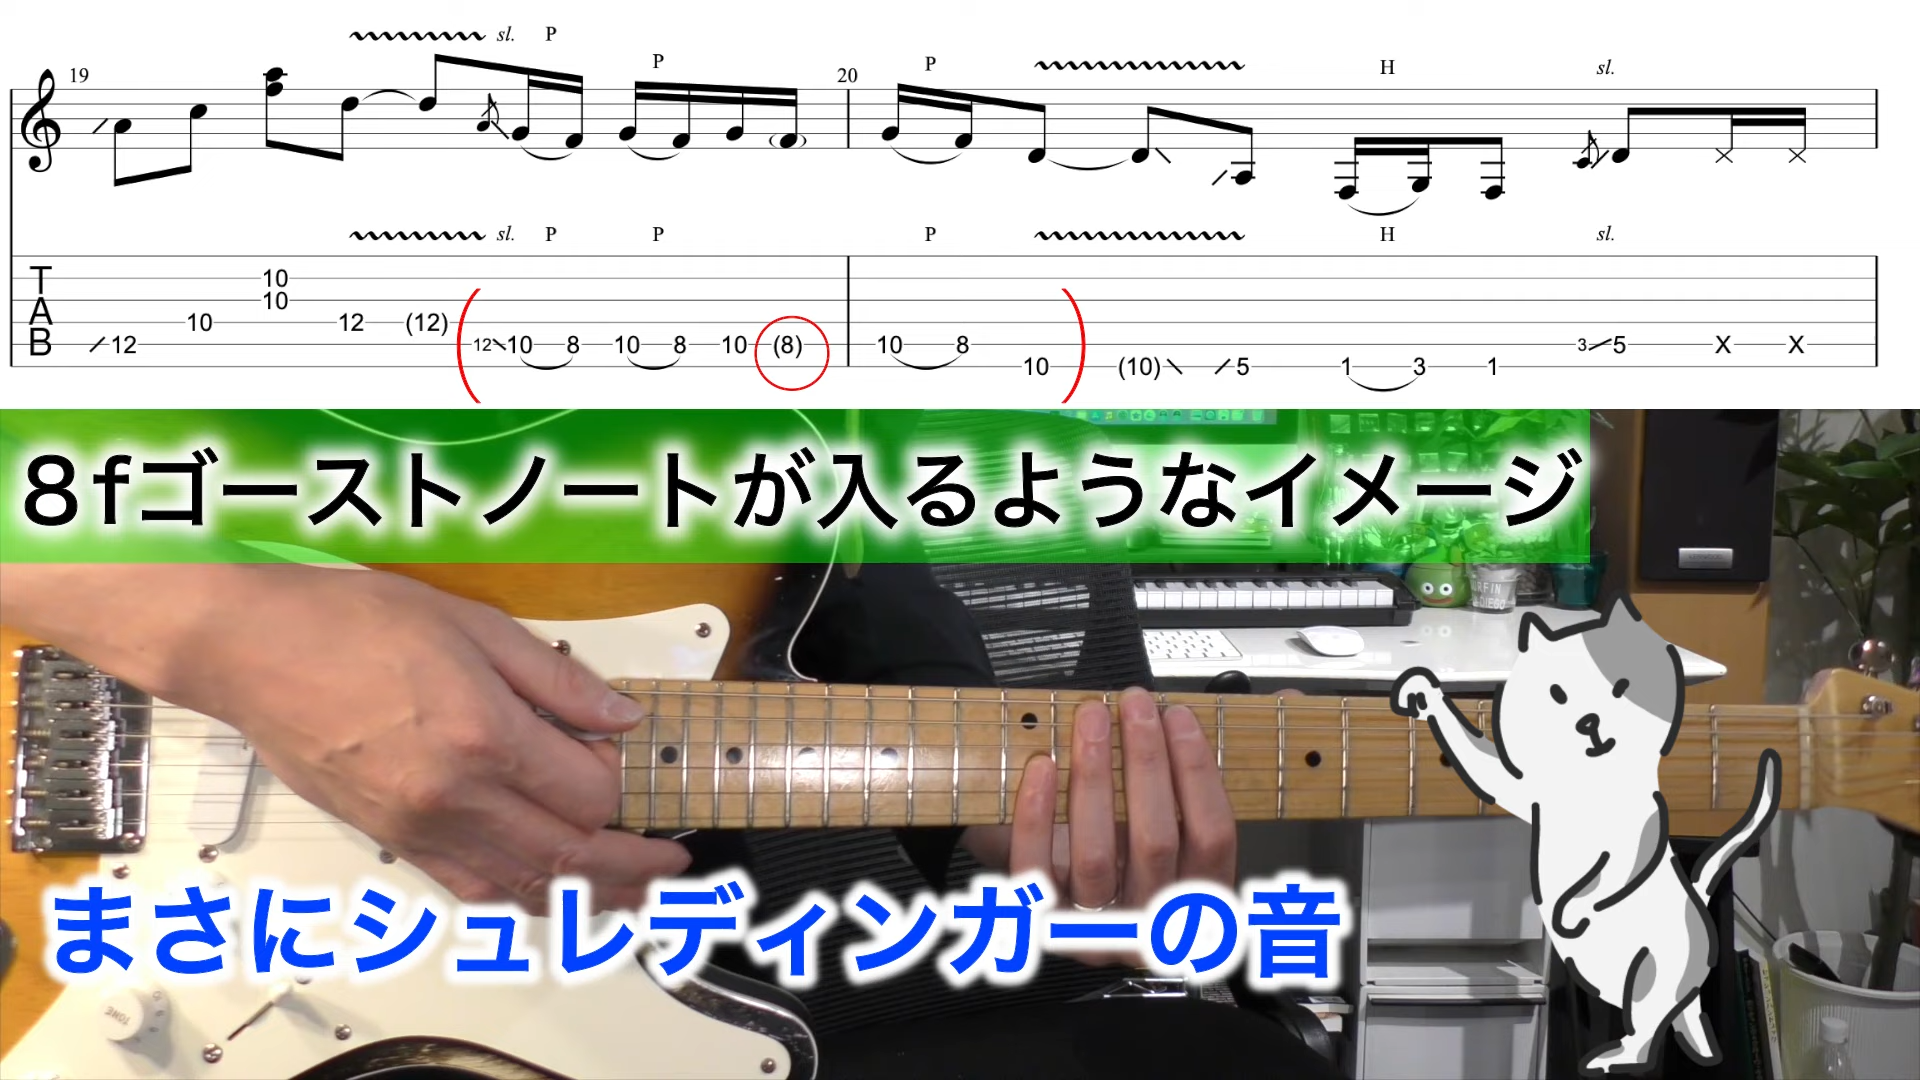 sl. P
19 P 20 P H sl.
sl. P P P H sl.
T
A
B
12 10 10 10 12 (12) 12 10 8 10 8 10 (8) 10 8 10 (10) 5 1 3 1 3 5 X X
8fゴーストノートが入るようなイメージ
まさにシュレディンガーの音
TONE